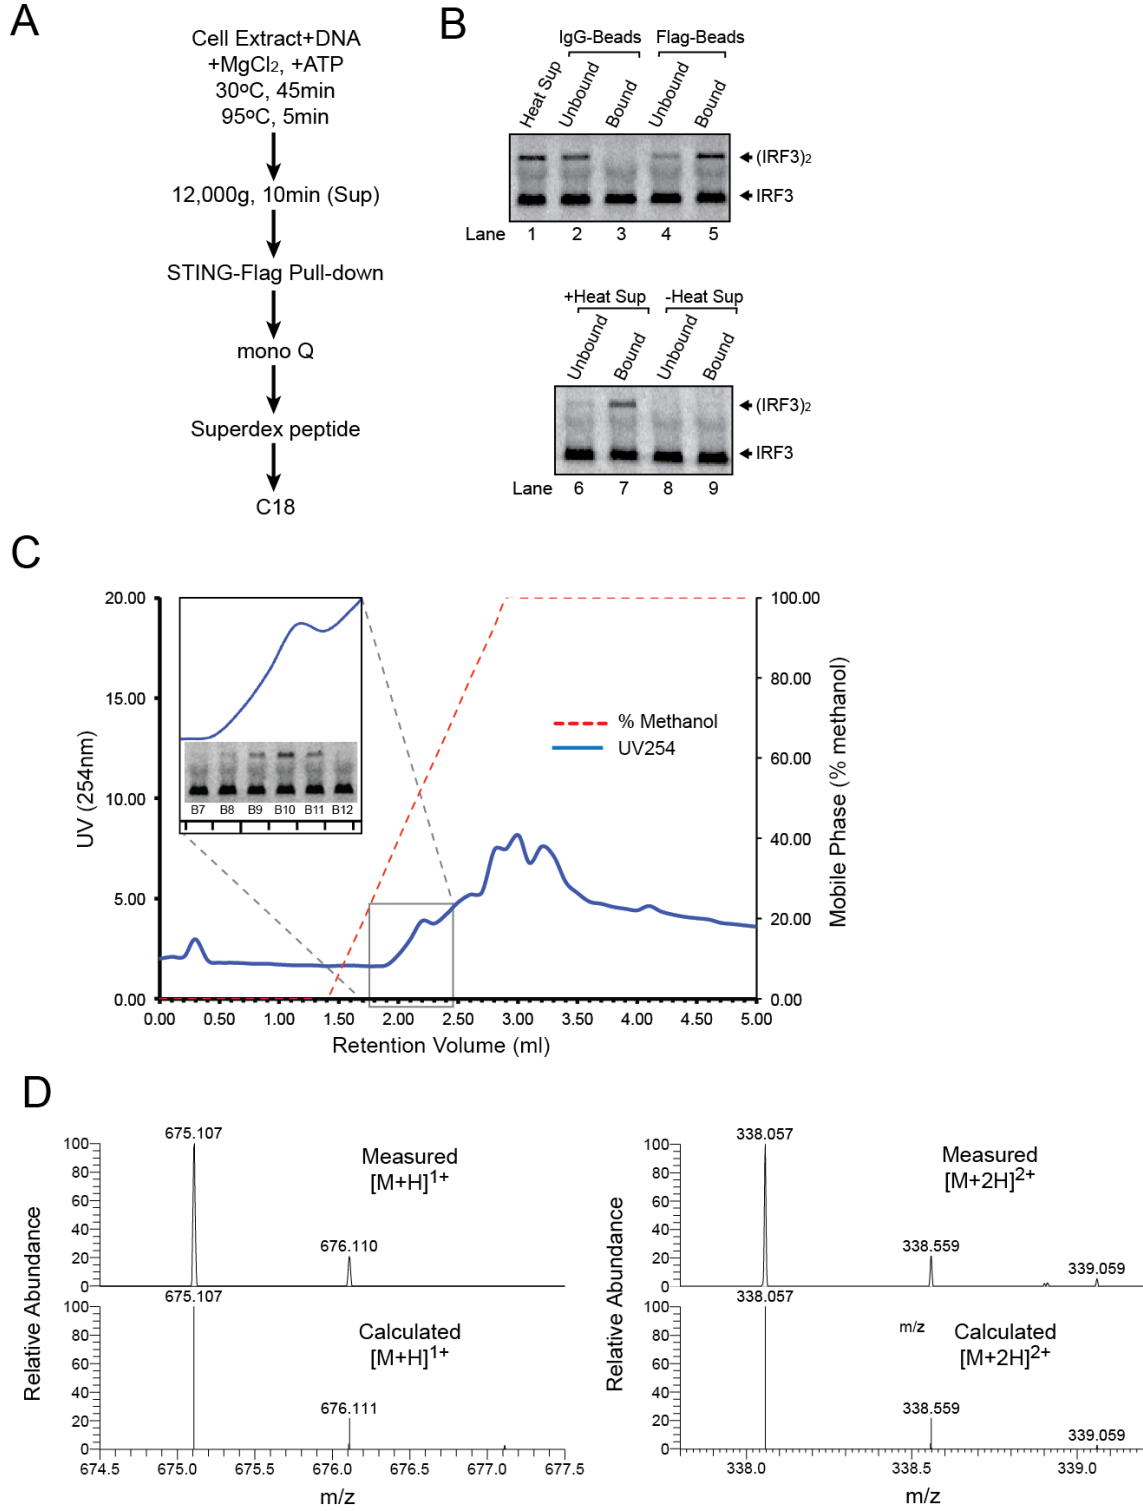 A
Cell Extract+DNA
+MgCl₂, +ATP
30ºC, 45min
95ºC, 5min
12,000g, 10min (Sup)
STING-Flag Pull-down
mono Q
Superdex peptide
C18
B
IgG-Beads Flag-Beads
Heat Sup Unbound Bound Unbound Bound
(IRF3)₂
IRF3
Lane 1 2 3 4 5
+Heat Sup -Heat Sup
Unbound Bound Unbound Bound
(IRF3)₂
IRF3
Lane 6 7 8 9
C
UV (254nm)
20.00
15.00
10.00
5.00
0.00
B7 B8 B9 B10 B11 B12
% Methanol
UV254
100.00
80.00
60.00
40.00
20.00
0.00
Mobile Phase (% methanol)
0.00 0.50 1.00 1.50 2.00 2.50 3.00 3.50 4.00 4.50 5.00
Retention Volume (ml)
D
Relative Abundance
100
80
60
40
20
0
675.107
676.110
Measured
[M+H]¹⁺
100
80
60
40
20
0
675.107
676.111
Calculated
[M+H]¹⁺
674.5 675.0 675.5 676.0 676.5 677.0 677.5
m/z
Relative Abundance
100
80
60
40
20
0
338.057
338.559
339.059
Measured
[M+2H]²⁺
100
80
60
40
20
0
338.057
338.559
339.059
m/z
Calculated
[M+2H]²⁺
338.0 338.5 339.0
m/z